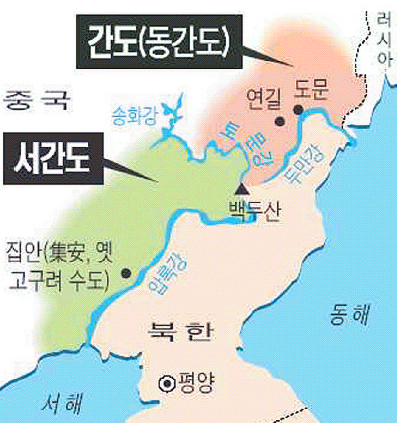 간도(동간도)
러시아
중국
연길
도문
송화강
토문강
두만강
서간도
백두산
집안(集安, 옛
고구려 수도)
압록강
동해
북한
평양
서해